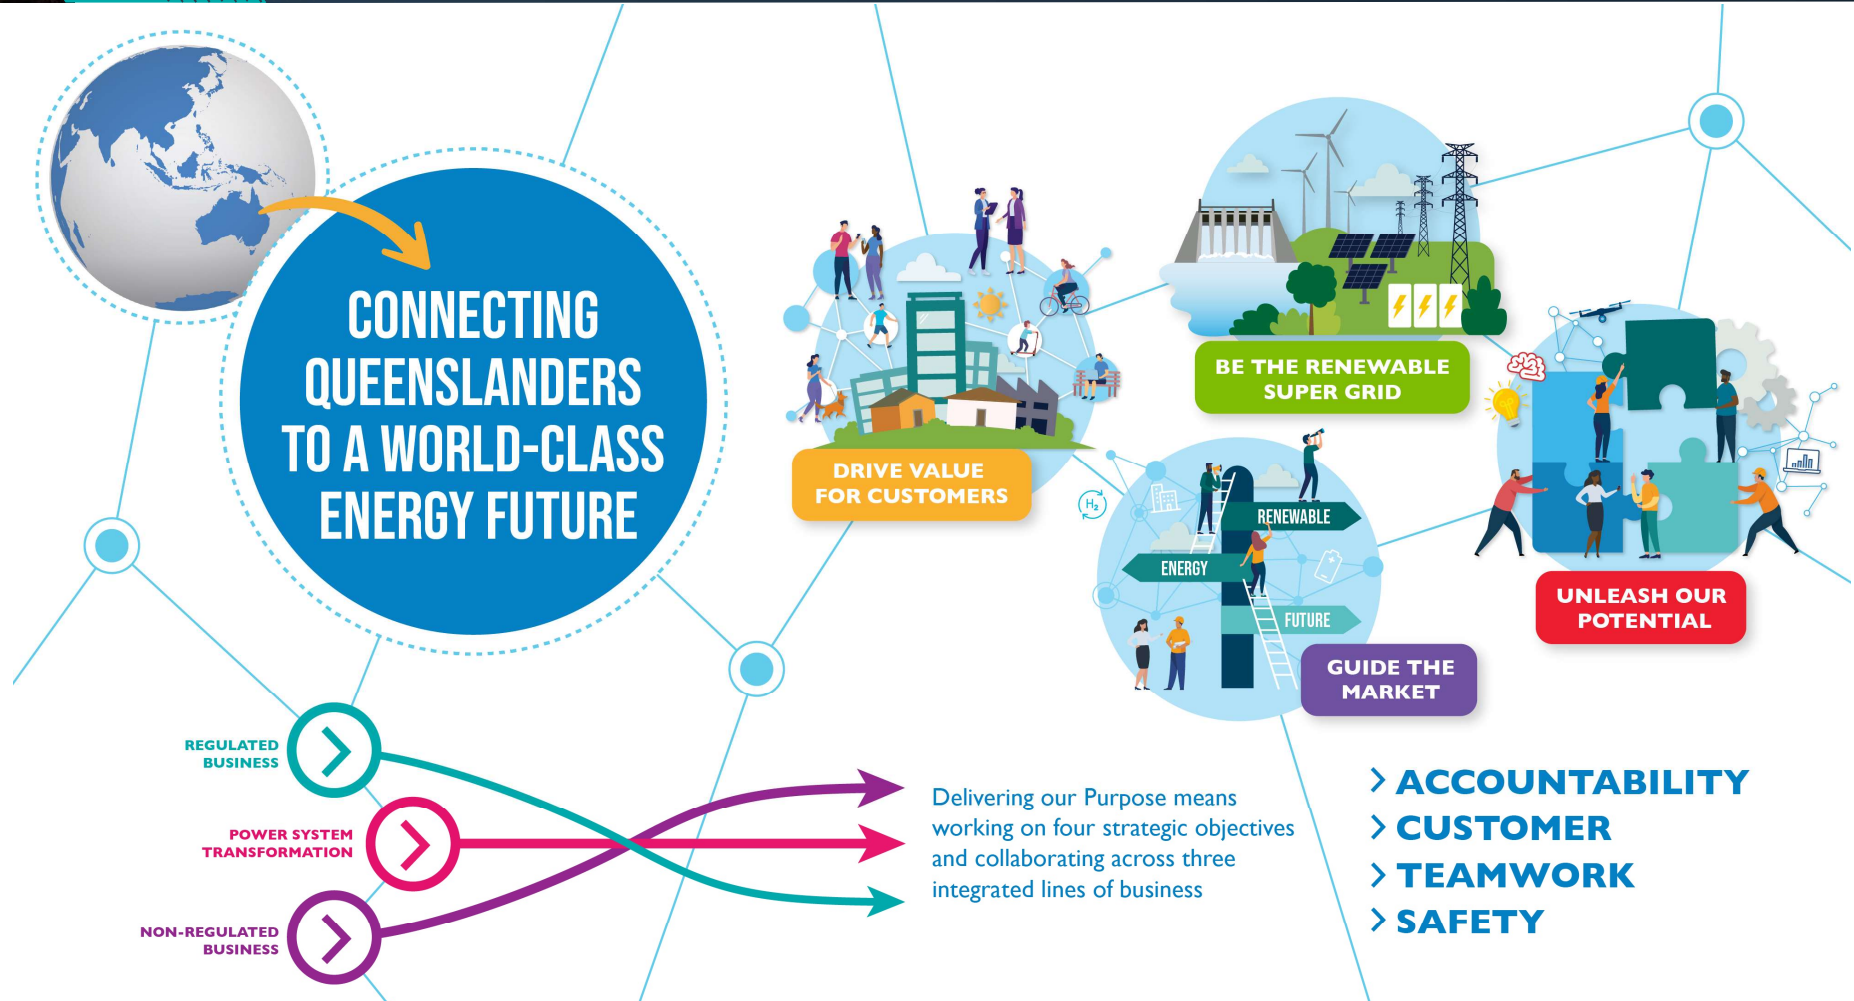 CONNECTING
QUEENSLANDERS
TO A WORLD-CLASS
ENERGY FUTURE
DRIVE VALUE
FOR CUSTOMERS
BE THE RENEWABLE
SUPER GRID
H₂
RENEWABLE
ENERGY
FUTURE
GUIDE THE
MARKET
UNLEASH OUR
POTENTIAL
REGULATED
BUSINESS
POWER SYSTEM
TRANSFORMATION
NON-REGULATED
BUSINESS
Delivering our Purpose means
working on four strategic objectives
and collaborating across three
integrated lines of business
ACCOUNTABILITY
CUSTOMER
TEAMWORK
SAFETY